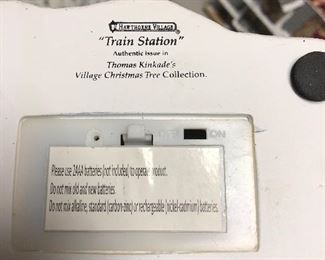 HAWTHORNE VILLAGE
"Train Station"
Authentic Issue in
Thomas Kinkade's
Village Christmas Tree Collection.
OFF ON
Please use 2AAA batteries (not included) to operate product.
Do not mix old and new batteries.
Do not mix alkaline, standard (carbon-zinc) or rechargeable (nickel-cadmium) batteries.